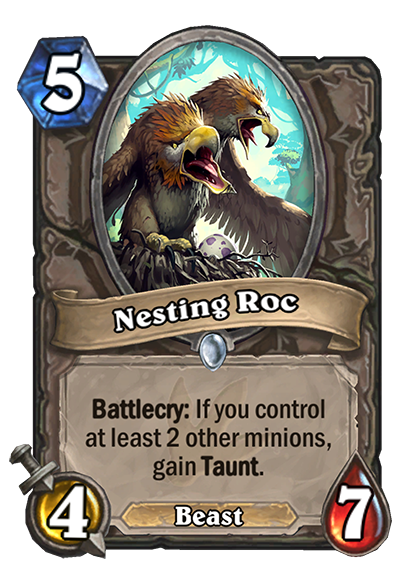 5
Nesting Roc
Battlecry: If you control
at least 2 other minions,
gain Taunt.
4
Beast
7